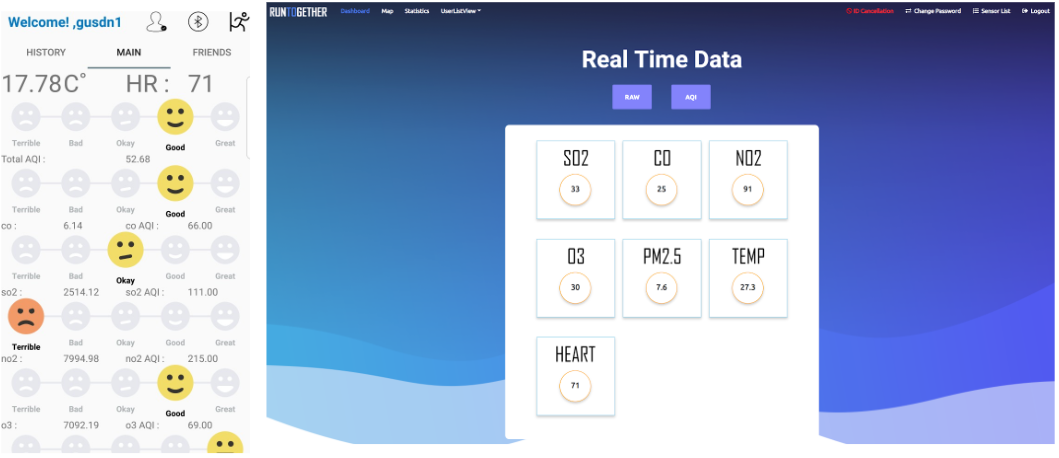 Welcome! ,gusdn1
HISTORY MAIN FRIENDS
17.78C° HR : 71
Terrible Bad Okay Good Great
Total AQI : 52.68
Terrible Bad Okay Good Great
co : 6.14 co AQI : 66.00
Terrible Bad Okay Good Great
so2 : 2514.12 so2 AQI : 111.00
Terrible Bad Okay Good Great
no2 : 7994.98 no2 AQI : 215.00
Terrible Bad Okay Good Great
o3 : 7092.19 o3 AQI : 69.00
RUNTOGETHER Dashboard Map Statistics UserListView ID Cancellation Change Password Sensor List Logout
Real Time Data
RAW AQI
SO2 CO NO2
33 25 91
O3 PM2.5 TEMP
30 7.6 27.3
HEART
71